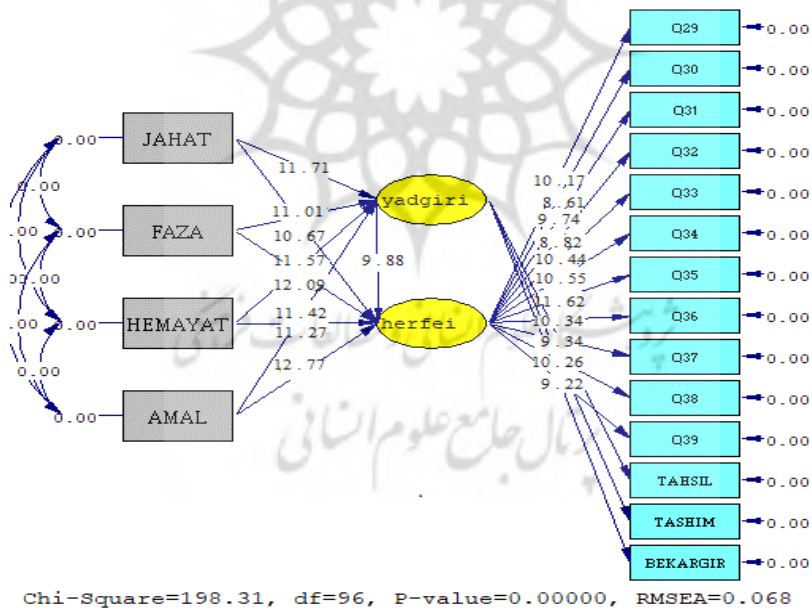 JAHAT
FAZA
HEMAYAT
AMAL
0.00
0.00
0.00
0.00
0.00
0.00
0.00
11.71
11.01
10.67
11.57
12.09
11.42
11.27
12.77
yadgiri
9.88
herfei
10.17
8.61
9.74
8.82
10.44
10.55
11.62
10.34
9.34
10.26
9.22
Q29 0.00
Q30 0.00
Q31 0.00
Q32 0.00
Q33 0.00
Q34 0.00
Q35 0.00
Q36 0.00
Q37 0.00
Q38 0.00
Q39 0.00
TAHSIL 0.00
TASHIM 0.00
BEKARGIR 0.00
پرتال جامع علوم انسانی
Chi-Square=198.31, df=96, P-value=0.00000, RMSEA=0.068